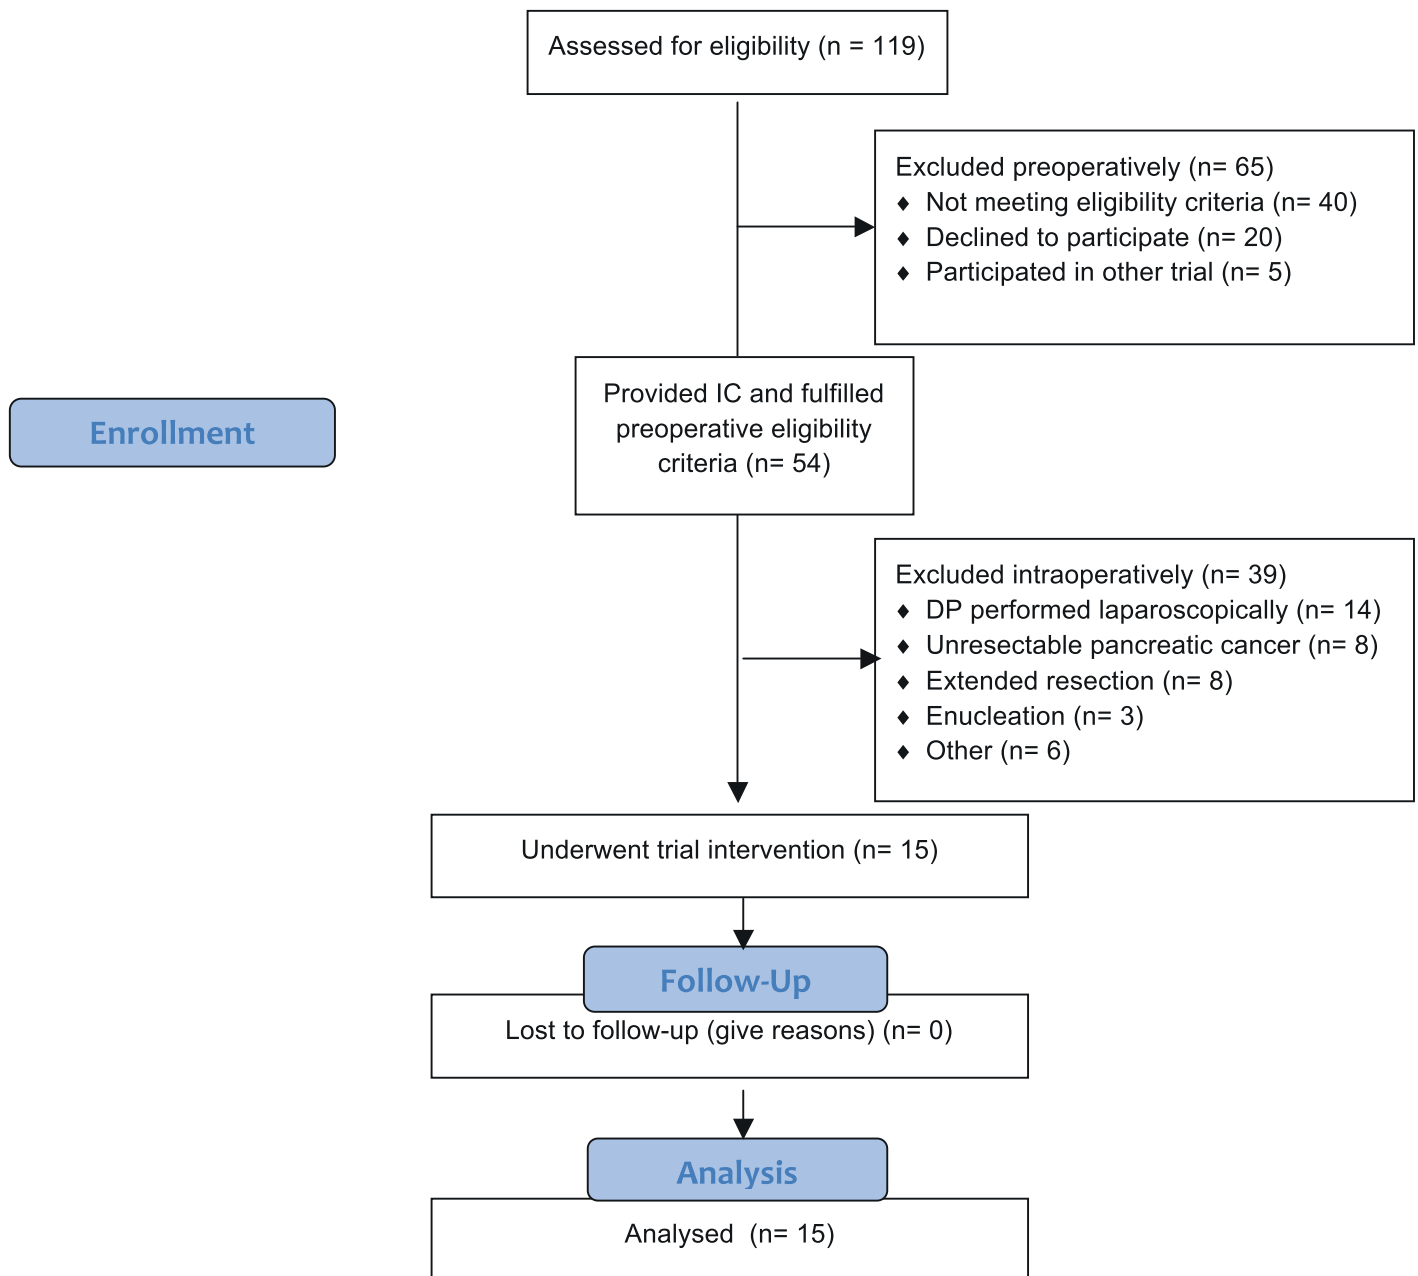 Assessed for eligibility (n = 119)
Excluded preoperatively (n= 65)
♦ Not meeting eligibility criteria (n= 40)
♦ Declined to participate (n= 20)
♦ Participated in other trial (n= 5)
Provided IC and fulfilled
preoperative eligibility
criteria (n= 54)
Enrollment
Excluded intraoperatively (n= 39)
♦ DP performed laparoscopically (n= 14)
♦ Unresectable pancreatic cancer (n= 8)
♦ Extended resection (n= 8)
♦ Enucleation (n= 3)
♦ Other (n= 6)
Underwent trial intervention (n= 15)
Follow-Up
Lost to follow-up (give reasons) (n= 0)
Analysis
Analysed (n= 15)